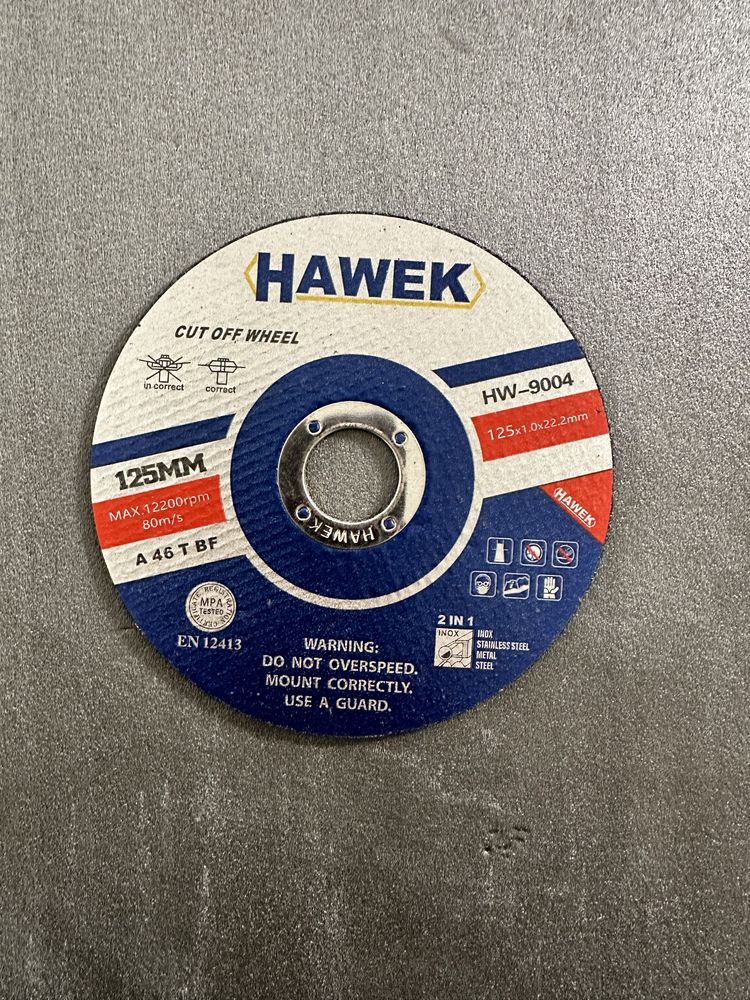 HAWEK
CUT OFF WHEEL
in correct
correct
HW-9004
125x1.0x22.2mm
125MM
MAX.12200rpm
80m/s
A 46 T BF
HAWEK
HAWEK
CERTIFICATE REGISTRATION
MPA
TESTED
EN 12413
WARNING:
DO NOT OVERSPEED.
MOUNT CORRECTLY.
USE A GUARD.
2 IN 1
INOX
INOX
STAINLESS STEEL
METAL
STEEL